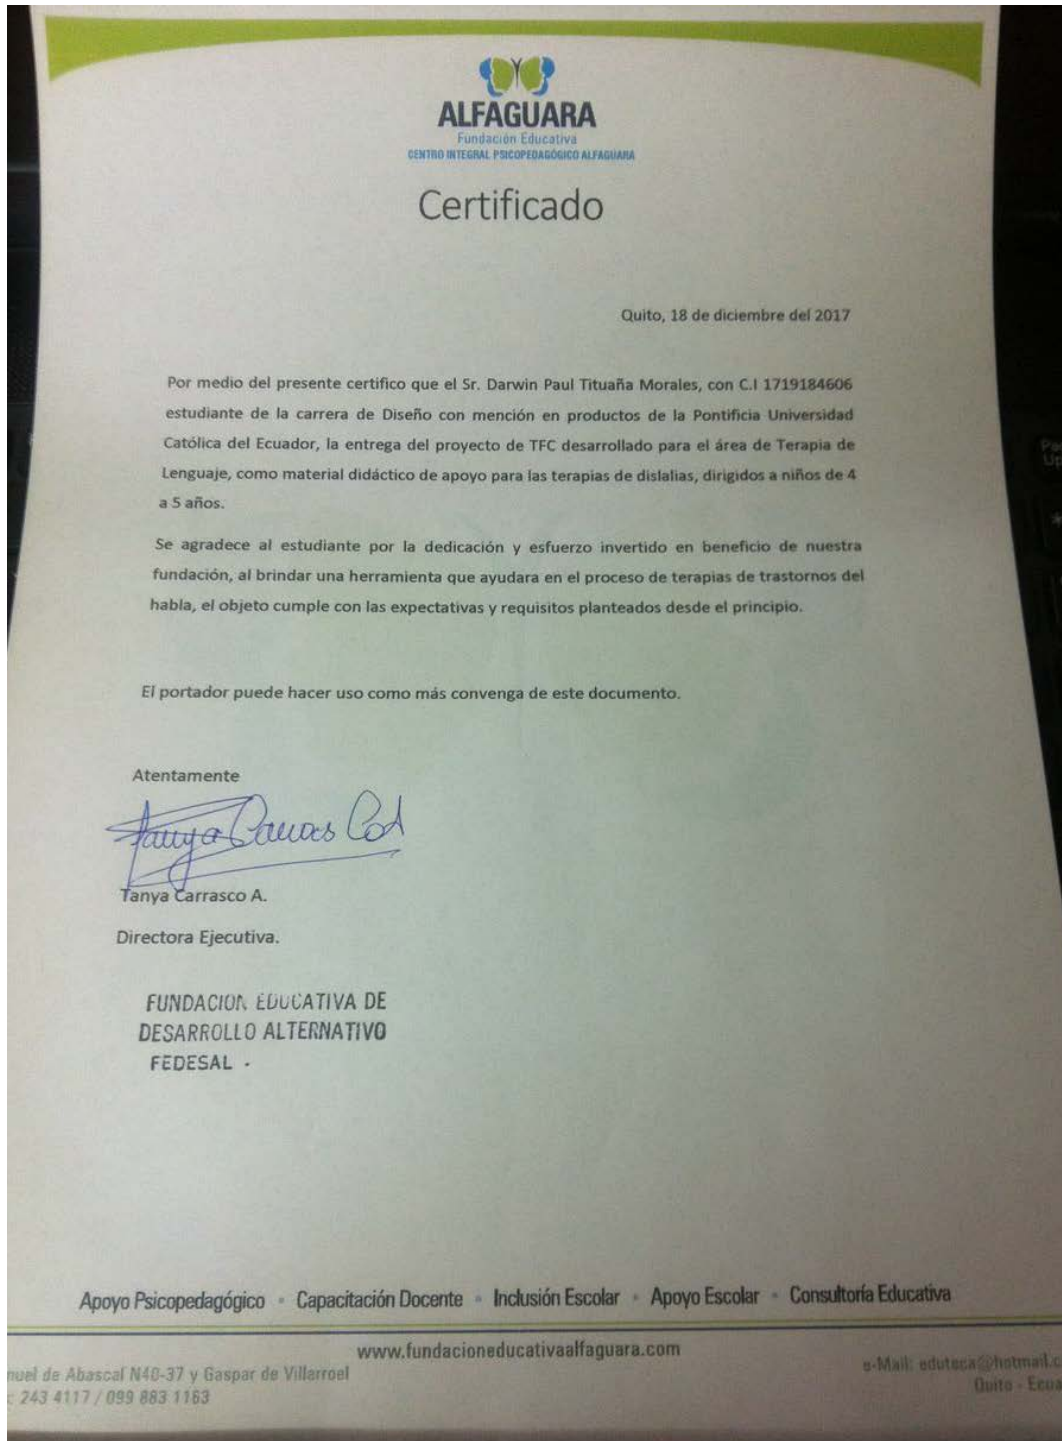 ALFAGUARA
Fundación Educativa
CENTRO INTEGRAL PSICOPEDAGÓGICO ALFAGUARA
Certificado
Quito, 18 de diciembre del 2017
Por medio del presente certifico que el Sr. Darwin Paul Tituaña Morales, con C.I 1719184606
estudiante de la carrera de Diseño con mención en productos de la Pontificia Universidad
Católica del Ecuador, la entrega del proyecto de TFC desarrollado para el área de Terapia de
Lenguaje, como material didáctico de apoyo para las terapias de dislalias, dirigidos a niños de 4
a 5 años.
Se agradece al estudiante por la dedicación y esfuerzo invertido en beneficio de nuestra
fundación, al brindar una herramienta que ayudara en el proceso de terapias de trastornos del
habla, el objeto cumple con las expectativas y requisitos planteados desde el principio.
El portador puede hacer uso como más convenga de este documento.
Atentamente
Tanya Carrasco A.
Directora Ejecutiva.
FUNDACION EDUCATIVA DE
DESARROLLO ALTERNATIVO
FEDESAL -
Apoyo Psicopedagógico - Capacitación Docente - Inclusión Escolar - Apoyo Escolar - Consultoría Educativa
www.fundacioneducativaalfaguara.com
nuel de Abascal N40-37 y Gaspar de Villarroel
: 243 4117 / 099 883 1163
e-Mail: eduteca@hotmail.c
Quito - Ecua